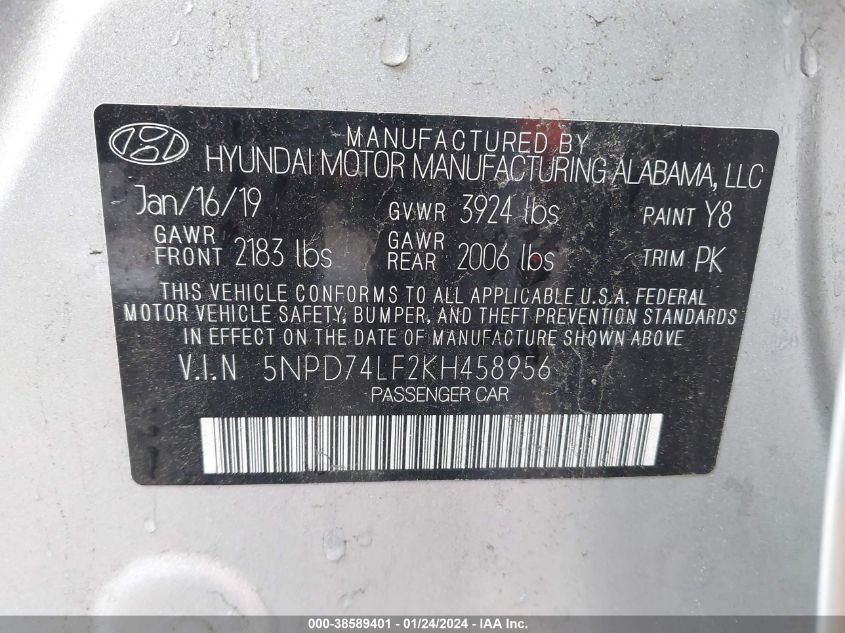 MANUFACTURED BY
HYUNDAI MOTOR MANUFACTURING ALABAMA, LLC
Jan/16/19 GVWR 3924 lbs PAINT Y8
GAWR FRONT 2183 lbs GAWR REAR 2006 lbs TRIM PK
THIS VEHICLE CONFORMS TO ALL APPLICABLE U.S.A. FEDERAL
MOTOR VEHICLE SAFETY, BUMPER, AND THEFT PREVENTION STANDARDS
IN EFFECT ON THE DATE OF MANUFACTURE SHOWN ABOVE
V.I.N 5NPD74LF2KH458956
PASSENGER CAR
000-38589401 - 01/24/2024 - IAA Inc.